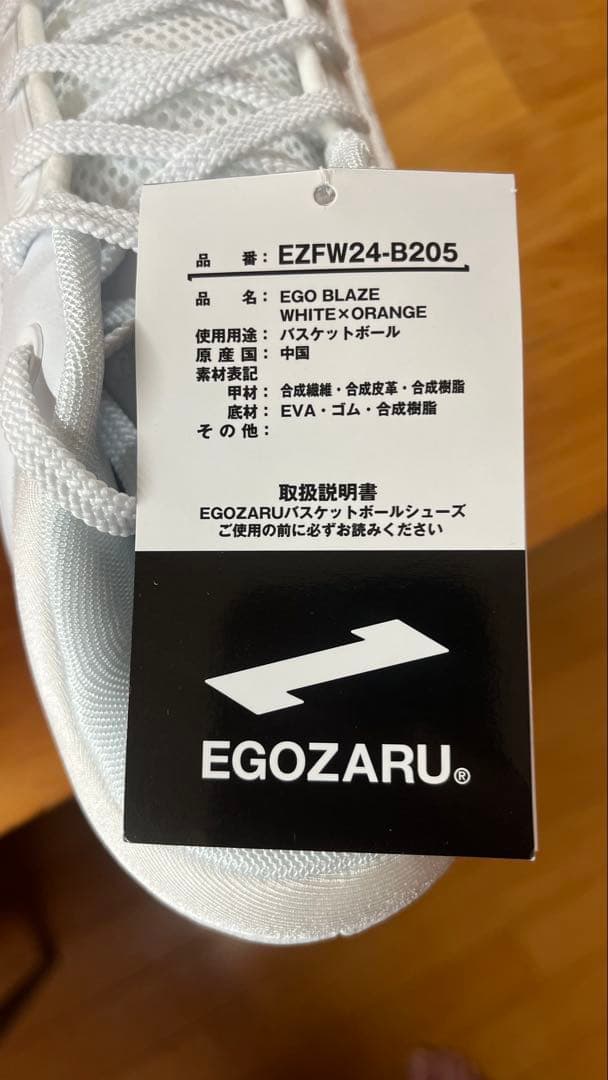 品　番： EZFW24-B205
品　名： EGO BLAZE
WHITE×ORANGE
使用用途： バスケットボール
原産国： 中国
素材表記
甲材： 合成繊維・合成皮革・合成樹脂
底材： EVA・ゴム・合成樹脂
その他：
取扱説明書
EGOZARUバスケットボールシューズ
ご使用の前に必ずお読みください
EGOZARU®